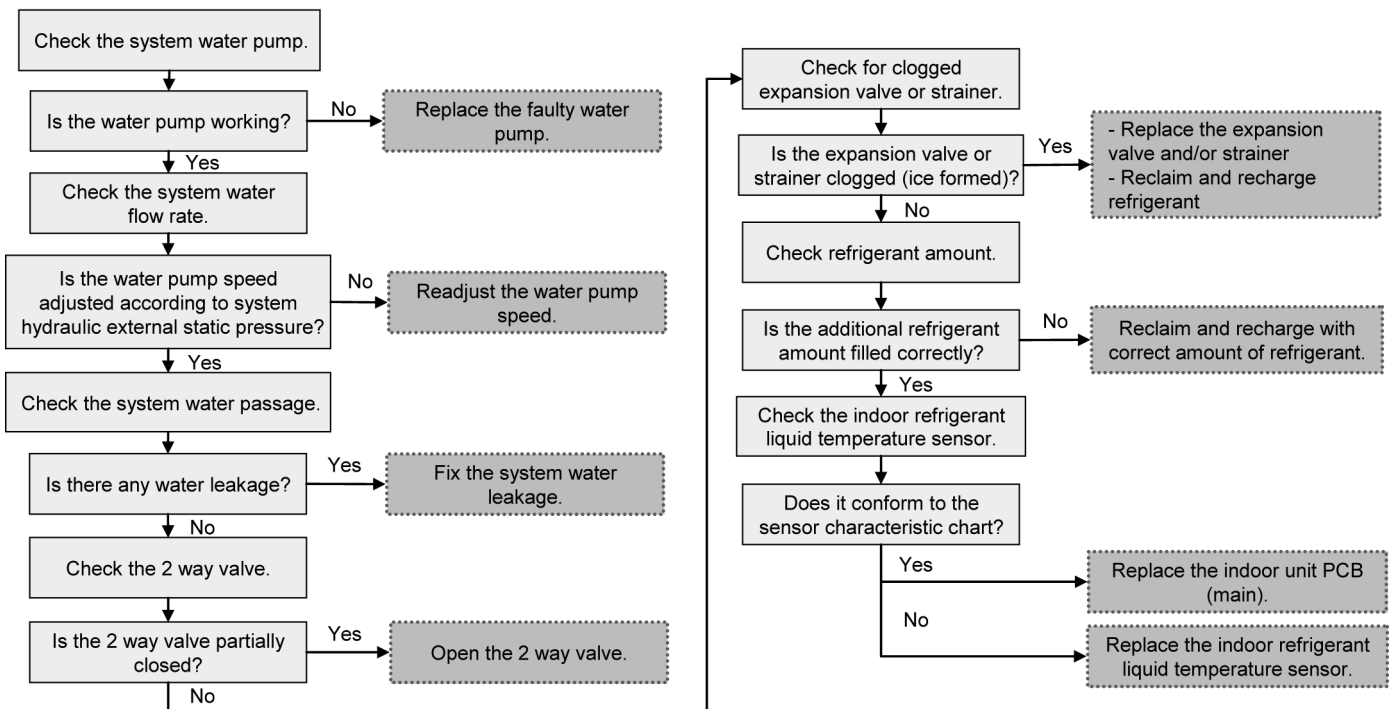 Check the system water pump.
Is the water pump working?
No
Replace the faulty water
pump.
Yes
Check the system water
flow rate.
Is the water pump speed
adjusted according to system
hydraulic external static pressure?
No
Readjust the water pump
speed.
Yes
Check the system water passage.
Is there any water leakage?
Yes
Fix the system water
leakage.
No
Check the 2 way valve.
Is the 2 way valve partially
closed?
Yes
Open the 2 way valve.
No
Check for clogged
expansion valve or strainer.
Is the expansion valve or
strainer clogged (ice formed)?
Yes
- Replace the expansion
valve and/or strainer
- Reclaim and recharge
refrigerant
No
Check refrigerant amount.
Is the additional refrigerant
amount filled correctly?
No
Reclaim and recharge with
correct amount of refrigerant.
Yes
Check the indoor refrigerant
liquid temperature sensor.
Does it conform to the
sensor characteristic chart?
Yes
Replace the indoor unit PCB
(main).
No
Replace the indoor refrigerant
liquid temperature sensor.